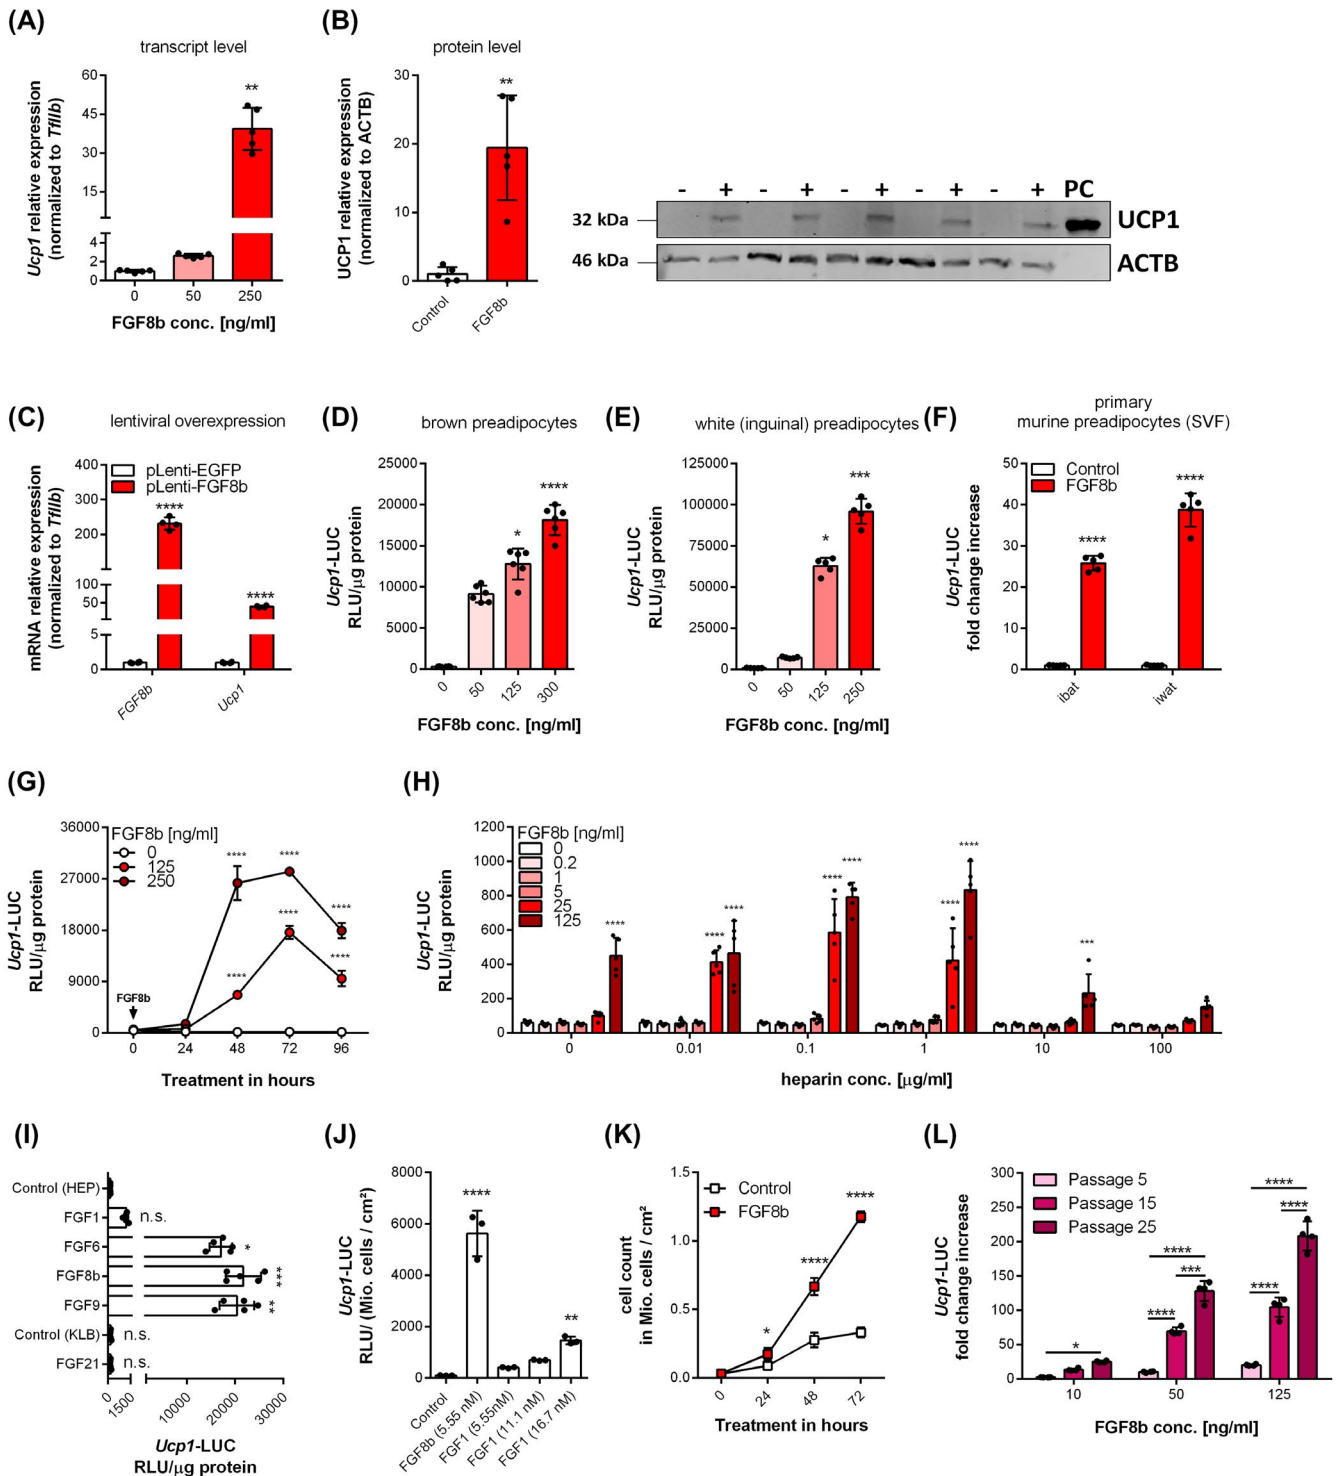 (A)
transcript level
Ucp1 relative expression
(normalized to TfIIb)
60
45
30
15
4
2
0
**
0 50 250
FGF8b conc. [ng/ml]
(B)
protein level
UCP1 relative expression
(normalized to ACTB)
30
20
10
0
**
Control FGF8b
- + - + - + - + - + PC
32 kDa UCP1
46 kDa ACTB
(C)
lentiviral overexpression
mRNA relative expression
(normalized to TfIIb)
pLenti-EGFP
pLenti-FGF8b
400
300
200
100
50
5
0
****
****
FGF8b Ucp1
(D)
brown preadipocytes
Ucp1-LUC
RLU/µg protein
25000
20000
15000
10000
5000
0
* ****
0 50 125 300
FGF8b conc. [ng/ml]
(E)
white (inguinal) preadipocytes
Ucp1-LUC
RLU/µg protein
125000
100000
75000
50000
25000
0
* ***
0 50 125 250
FGF8b conc. [ng/ml]
(F)
primary
murine preadipocytes (SVF)
Ucp1-LUC
fold change increase
Control
FGF8b
50
40
30
20
10
0
**** ****
ibat iwat
(G)
Ucp1-LUC
RLU/µg protein
FGF8b [ng/ml]
0
125
250
36000
27000
18000
9000
0
**** **** ****
**** **** ****
FGF8b
0 24 48 72 96
Treatment in hours
(H)
Ucp1-LUC
RLU/µg protein
FGF8b [ng/ml]
0
0.2
1
5
25
125
1200
1000
800
600
400
200
0
**** **** **** **** **** **** **** ***
0 0.01 0.1 1 10 100
heparin conc. [µg/ml]
(I)
Control (HEP)
FGF1 n.s.
FGF6 *
FGF8b ***
FGF9 **
Control (KLB) n.s.
FGF21 n.s.
0 1500 10000 20000 30000
Ucp1-LUC
RLU/µg protein
(J)
Ucp1-LUC
RLU/ (Mio. cells / cm²)
8000
6000
4000
2000
0
**** **
Control
FGF8b (5.55 nM)
FGF1 (5.55nM)
FGF1 (11.1 nM)
FGF1 (16.7 nM)
(K)
cell count
in Mio. cells / cm²
Control
FGF8b
1.5
1.0
0.5
0.0
* **** ****
0 24 48 72
Treatment in hours
(L)
Ucp1-LUC
fold change increase
Passage 5
Passage 15
Passage 25
300
250
200
150
100
50
0
*
**** *** ****
**** **** ****
10 50 125
FGF8b conc. [ng/ml]